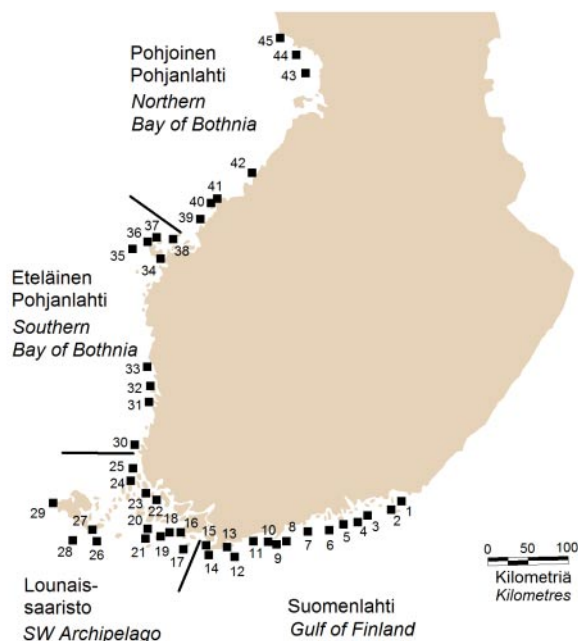 45
44
43
Pohjoinen
Pohjanlahti
Northern
Bay of Bothnia
42
41
40
39
37
36
38
35
34
Eteläinen
Pohjanlahti
Southern
Bay of Bothnia
33
32
31
30
25
24
29
23
22
27
20
18
16
28
26
21
19
17
15
13
14
12
11
10
9
8
7
6
5
4
3
2
1
0 50 100
Kilometriä
Kilometres
Lounais-
saaristo
SW Archipelago
Suomenlahti
Gulf of Finland